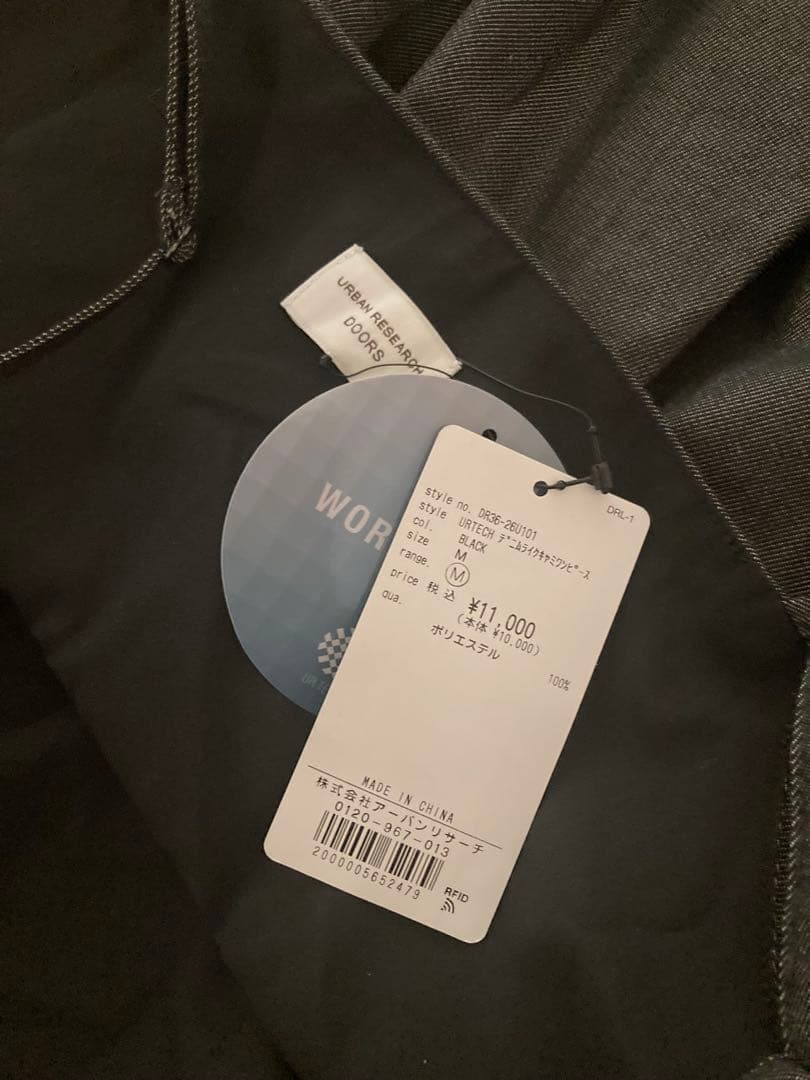 URBAN RESEARCH
DOORS
WOR
UR
DRL-1
style no. DR36-26U101
style URTECH デニムライクキャミワンピース
col. BLACK
size M
range. M
price 税込 ¥11,000
(本体 ¥10,000)
qua. ポリエステル
100%
MADE IN CHINA
株式会社アーバンリサーチ
0120-967-013
2000005652479
RFID